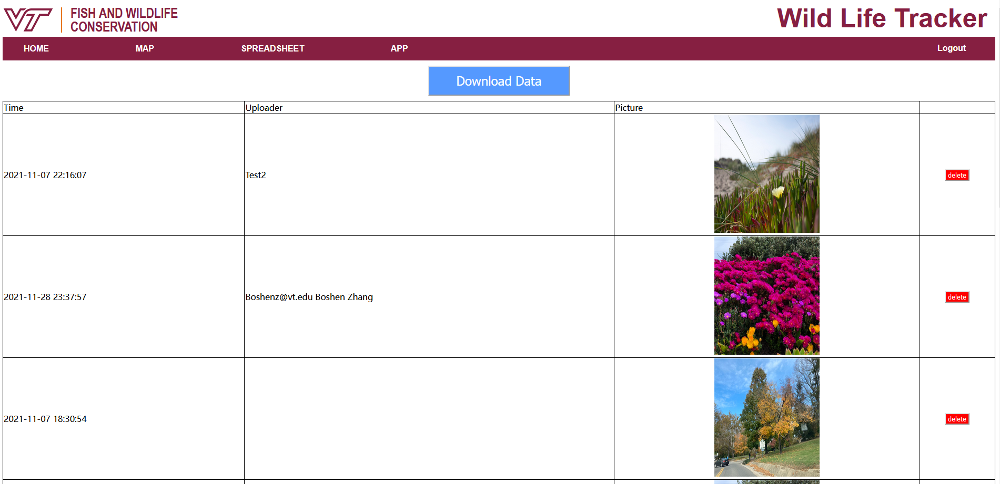 VT
FISH AND WILDLIFE
CONSERVATION
Wild Life Tracker
HOME MAP SPREADSHEET APP Logout
Download Data
Time Uploader Picture
2021-11-07 22:16:07 Test2 delete
2021-11-28 23:37:57 Boshenz@vt.edu Boshen Zhang delete
2021-11-07 18:30:54 delete